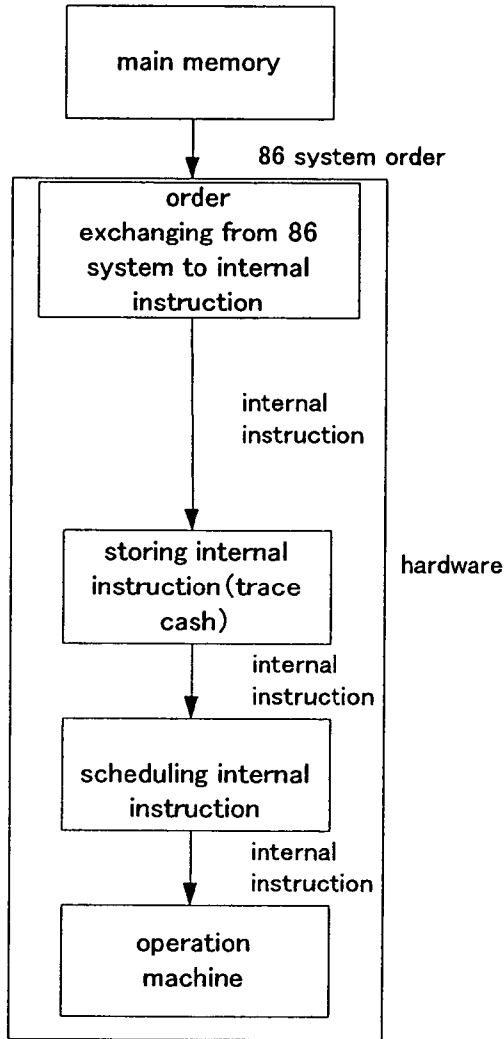 main memory
86 system order
order
exchanging from 86
system to internal
instruction
internal
instruction
storing internal
instruction(trace
cash)
hardware
internal
instruction
scheduling internal
instruction
internal
instruction
operation
machine